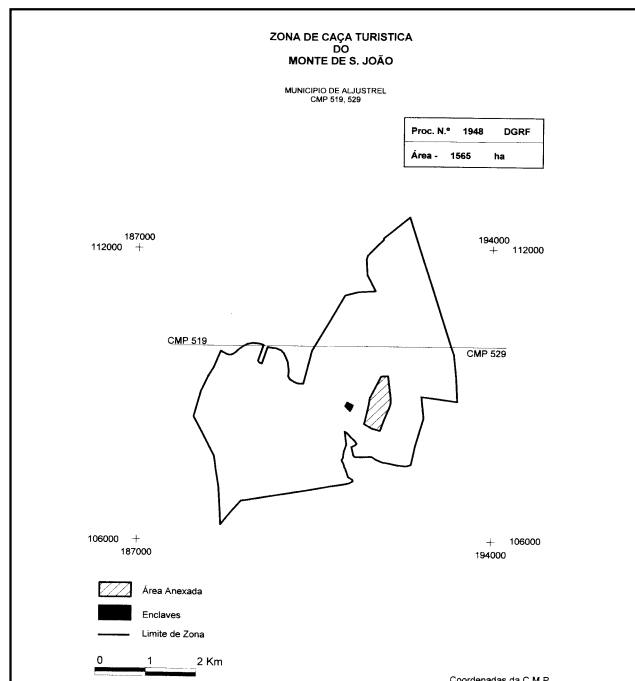 ZONA DE CAÇA TURISTICA
DO
MONTE DE S. JOÃO
MUNICIPIO DE ALJUSTREL
CMP 519, 529
Proc. N.º 1948 DGRF
Área - 1565 ha
187000
112000
194000
112000
CMP 519
CMP 529
106000
187000
106000
194000
Área Anexada
Enclaves
Limite de Zona
0 1 2 Km
Coordenadas da C.M.P.